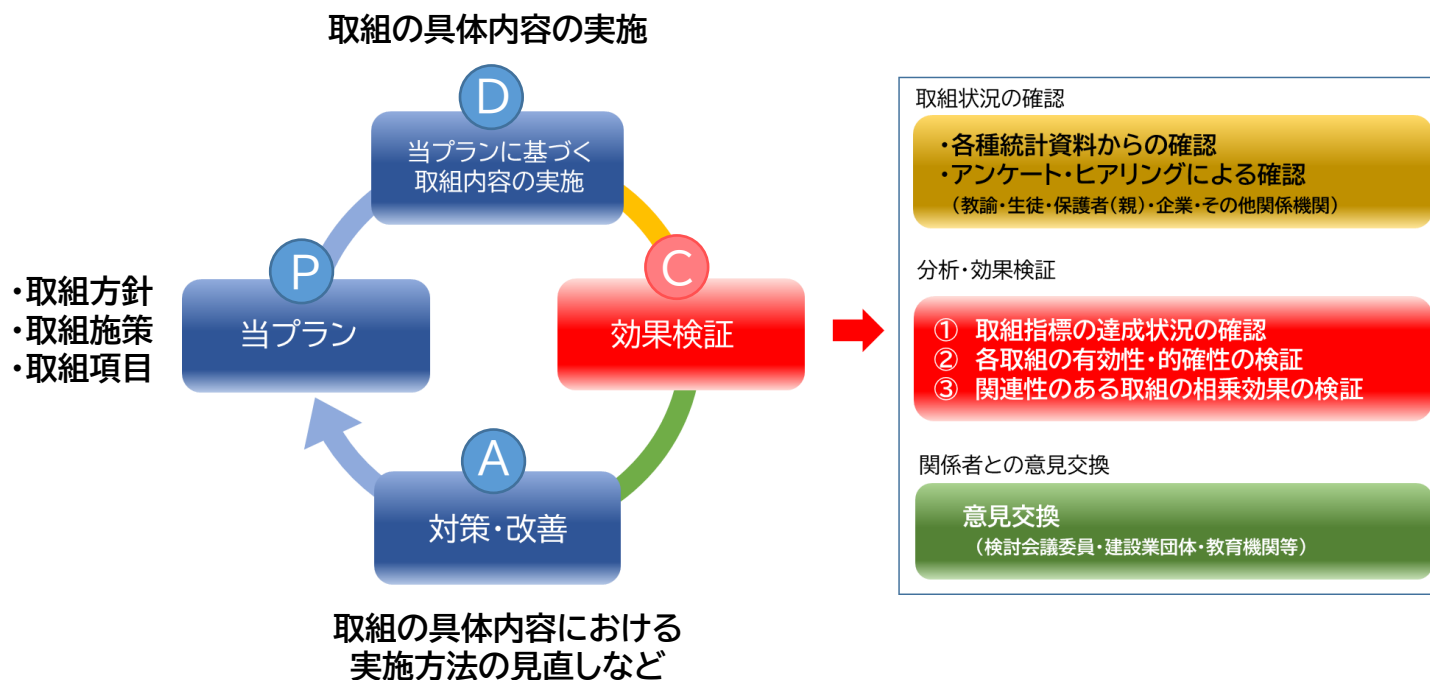 取組の具体内容の実施
D
当プランに基づく
取組内容の実施
P
・取組方針
・取組施策
・取組項目
当プラン
C
効果検証
A
対策・改善
取組の具体内容における
実施方法の見直しなど
取組状況の確認
・各種統計資料からの確認
・アンケート・ヒアリングによる確認
（教諭・生徒・保護者（親）・企業・その他関係機関）
分析・効果検証
① 取組指標の達成状況の確認
② 各取組の有効性・的確性の検証
③ 関連性のある取組の相乗効果の検証
関係者との意見交換
意見交換
（検討会議委員・建設業団体・教育機関等）